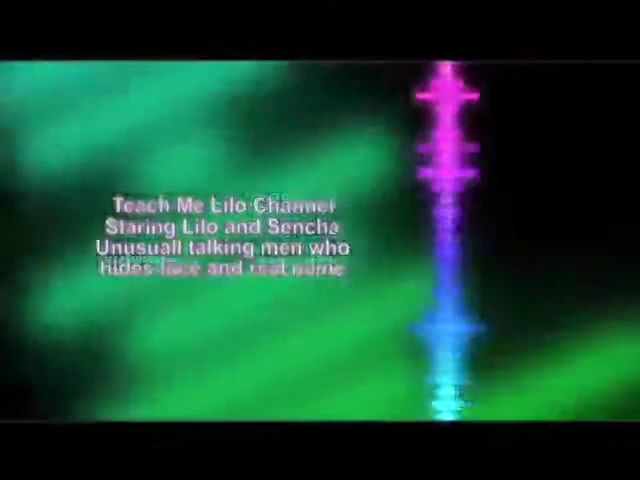 Teach Me Lilo Channel
Staring Lilo and Sencha
Unusuall talking men who
hides face and real name